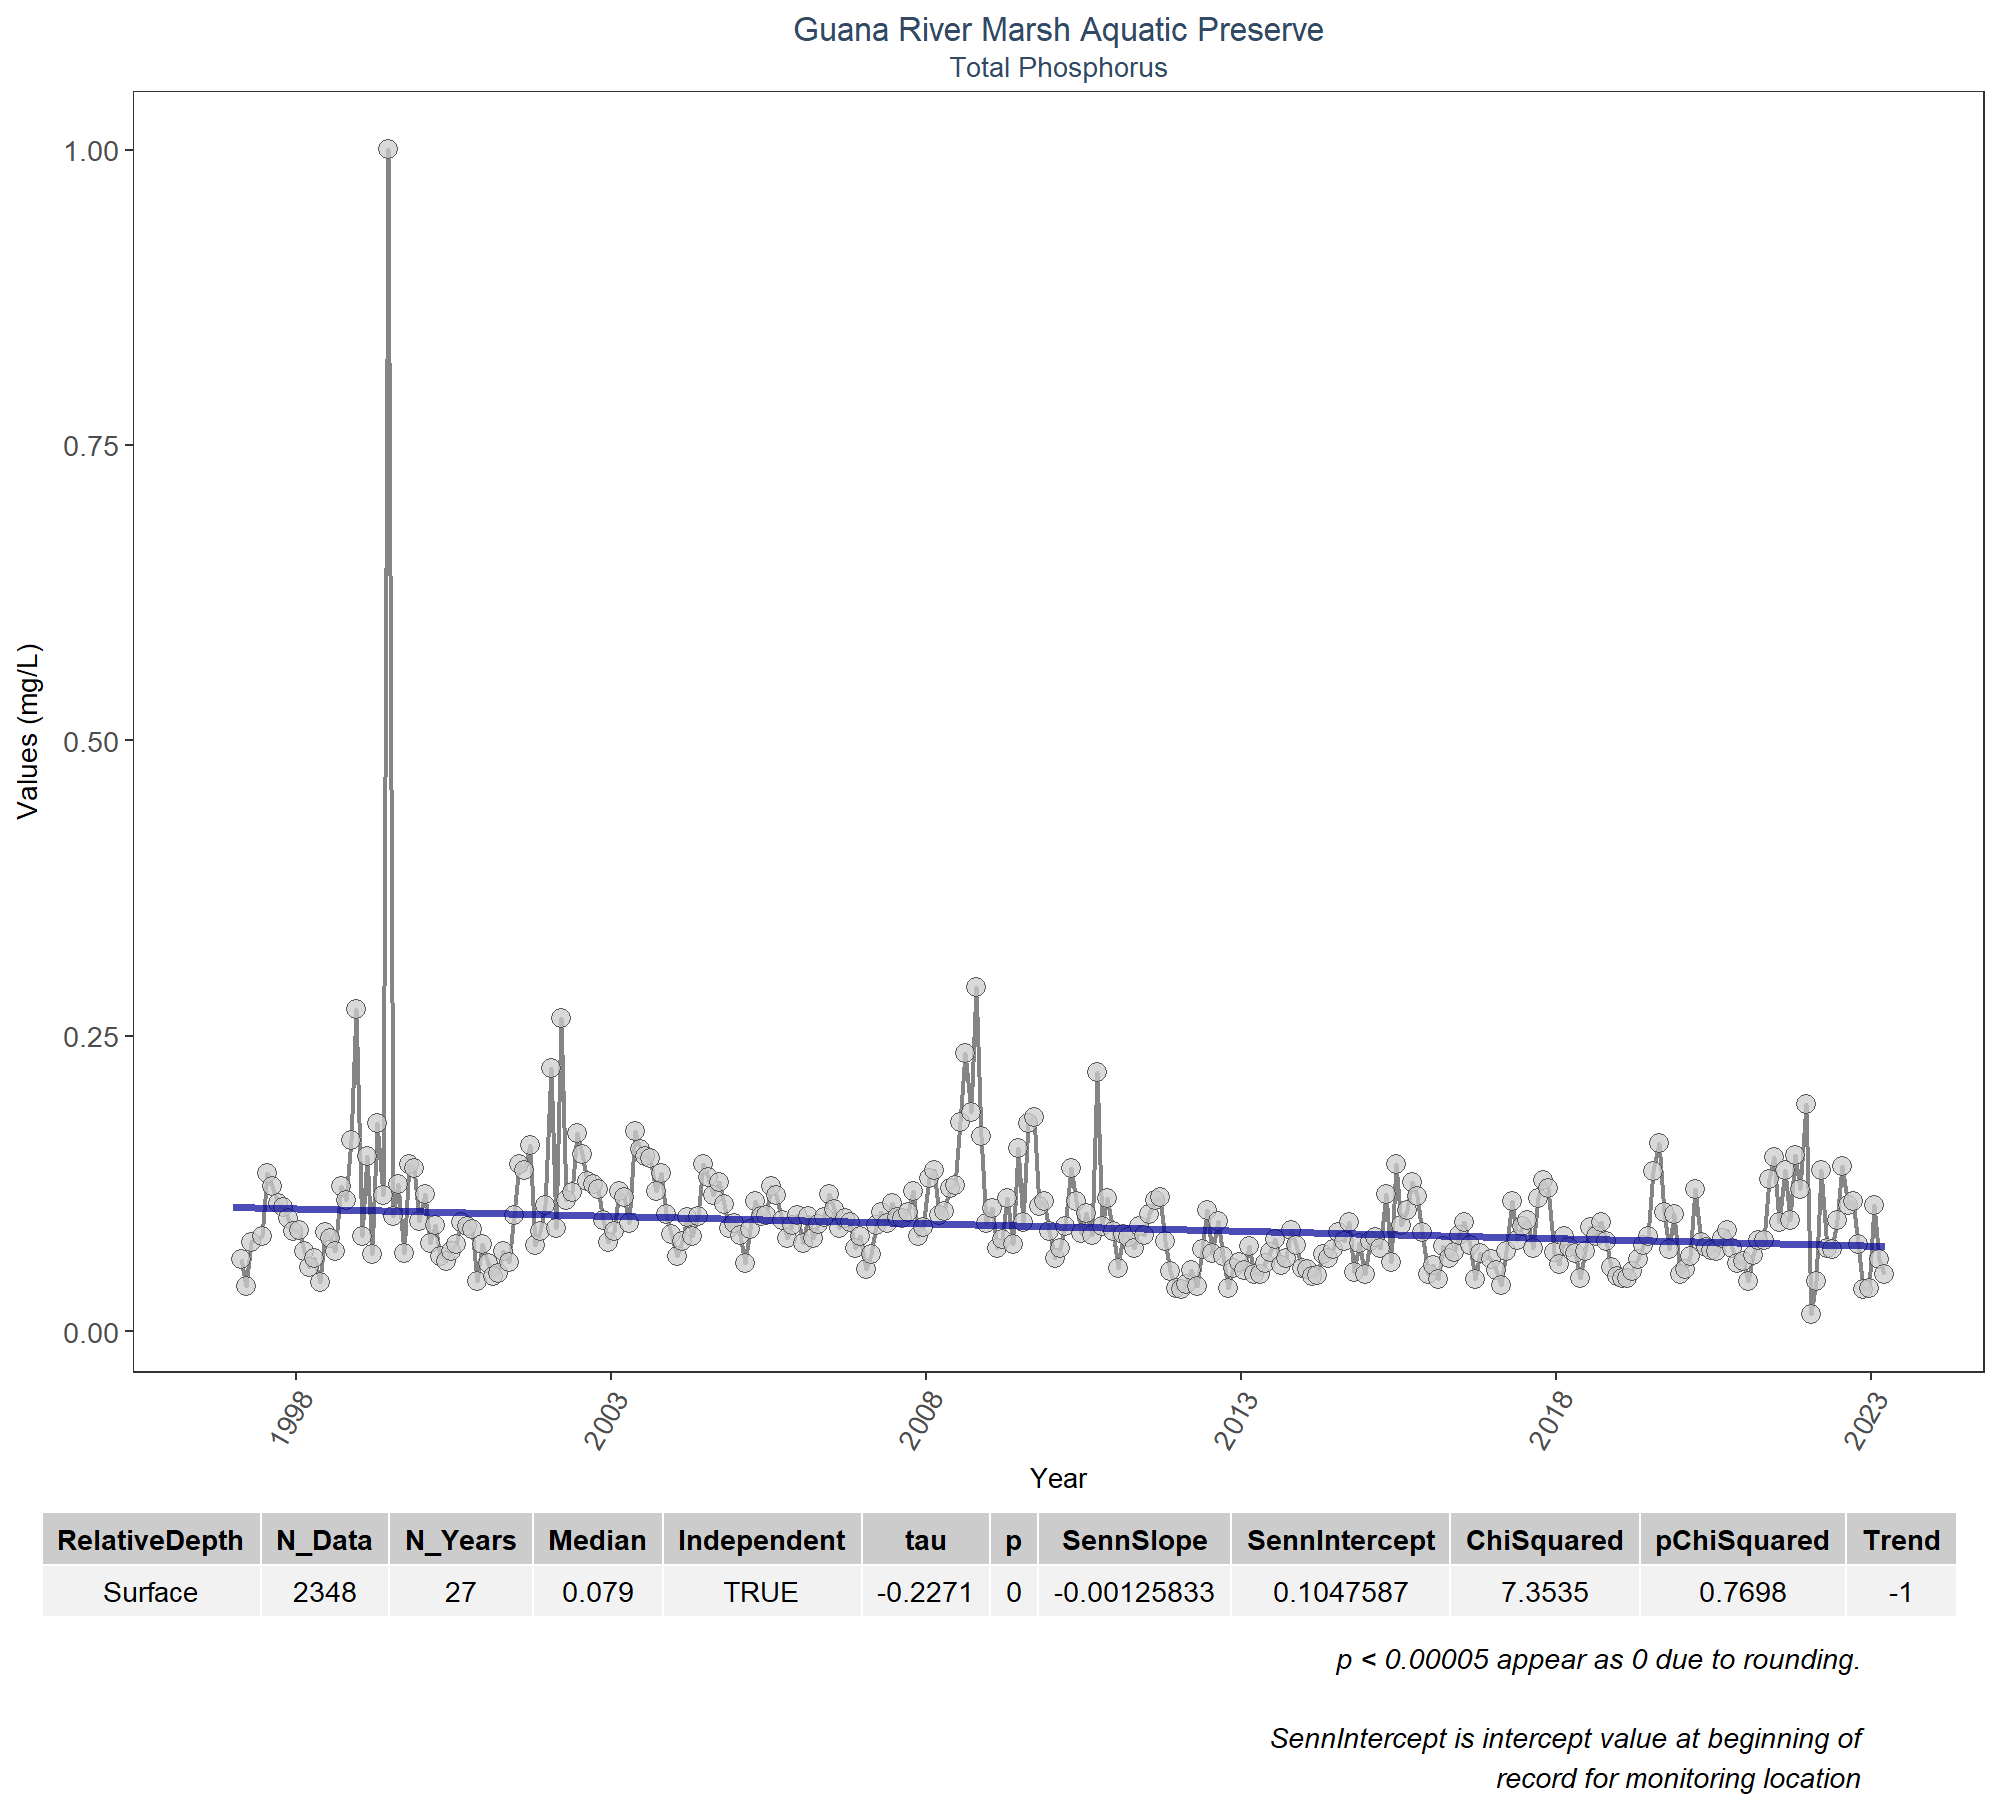 Guana River Marsh Aquatic Preserve
Total Phosphorus
1.00
0.75
0.50
0.25
0.00
Values (mg/L)
1998 2003 2008 2013 2018 2023
Year
RelativeDepth N_Data N_Years Median Independent tau p SennSlope SennIntercept ChiSquared pChiSquared Trend
Surface 2348 27 0.079 TRUE -0.2271 0 -0.00125833 0.1047587 7.3535 0.7698 -1
p < 0.00005 appear as 0 due to rounding.
SennIntercept is intercept value at beginning of
record for monitoring location